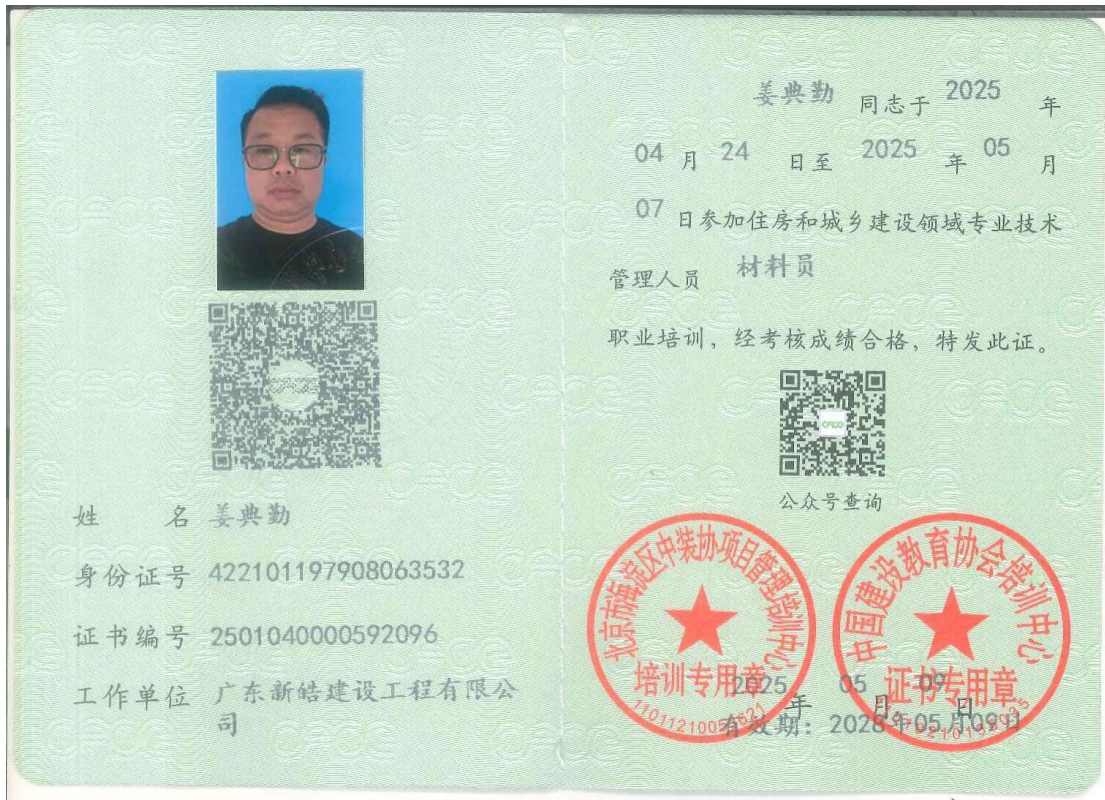 姓 名 姜典勤
身份证号 422101197908063532
证书编号 2501040000592096
工作单位 广东新皓建设工程有限公
司
姜典勤 同志于 2025 年
04 月 24 日至 2025 年 05 月
07 日参加住房和城乡建设领域专业技术
管理人员 材料员
职业培训，经考核成绩合格，特发此证。
公众号查询
北京市海淀区中装协项目管理培训中心
培训专用章
中国建设教育协会培训中心
证书专用章
2025 年 05 月 09 日
有效期：2028年05月09日